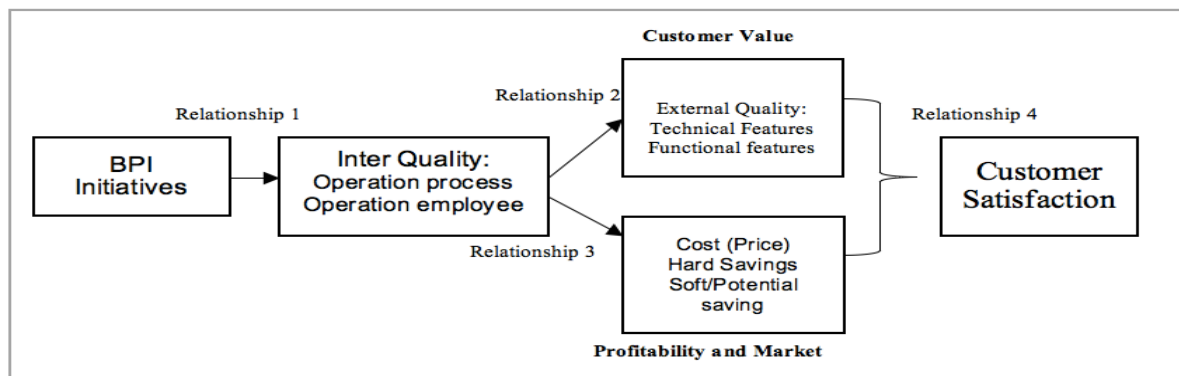 Customer Value
Relationship 1
Relationship 2
Relationship 4
External Quality:
Technical Features
Functional features
BPI
Initiatives
Inter Quality:
Operation process
Operation employee
Customer
Satisfaction
Relationship 3
Cost (Price)
Hard Savings
Soft/Potential
saving
Profitability and Market